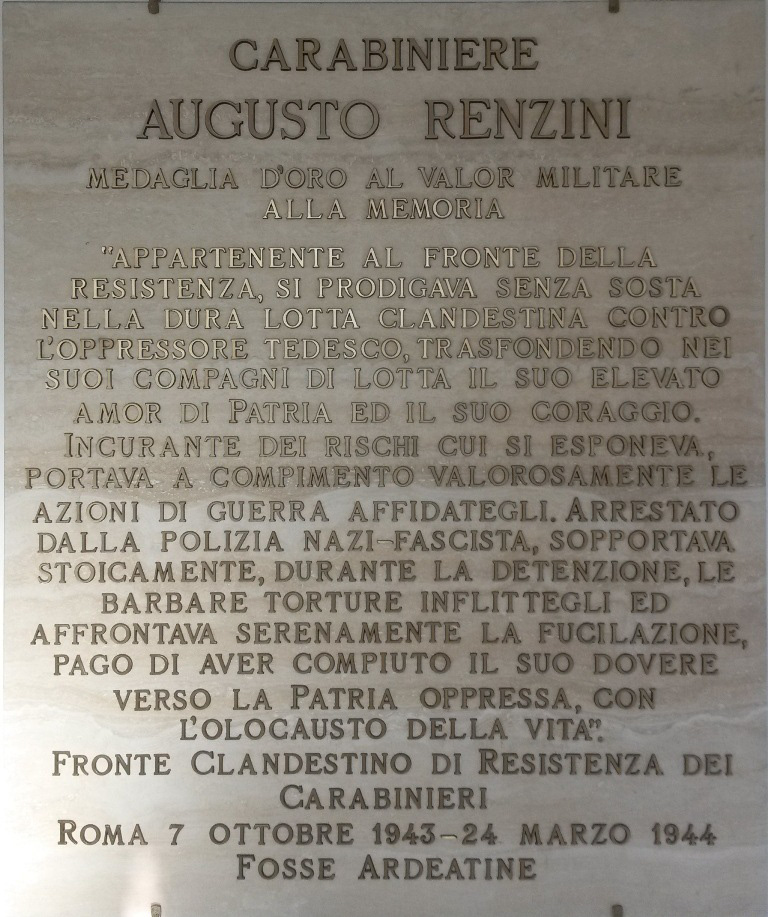 CARABINIERE
AUGUSTO RENZINI
MEDAGLIA D'ORO AL VALOR MILITARE
ALLA MEMORIA
"APPARTENENTE AL FRONTE DELLA
RESISTENZA, SI PRODIGAVA SENZA SOSTA
NELLA DURA LOTTA CLANDESTINA CONTRO
L'OPPRESSORE TEDESCO, TRASFONDENDO NEI
SUOI COMPAGNI DI LOTTA IL SUO ELEVATO
AMOR DI PATRIA ED IL SUO CORAGGIO.
INCURANTE DEI RISCHI CUI SI ESPONEVA,
PORTAVA A COMPIMENTO VALOROSAMENTE LE
AZIONI DI GUERRA AFFIDATEGLI. ARRESTATO
DALLA POLIZIA NAZI-FASCISTA, SOPPORTAVA
STOICAMENTE, DURANTE LA DETENZIONE, LE
BARBARE TORTURE INFLITTEGLI ED
AFFRONTAVA SERENAMENTE LA FUCILAZIONE,
PAGO DI AVER COMPIUTO IL SUO DOVERE
VERSO LA PATRIA OPPRESSA, CON
L'OLOCAUSTO DELLA VITA".
FRONTE CLANDESTINO DI RESISTENZA DEI
CARABINIERI
ROMA 7 OTTOBRE 1943-24 MARZO 1944
FOSSE ARDEATINE